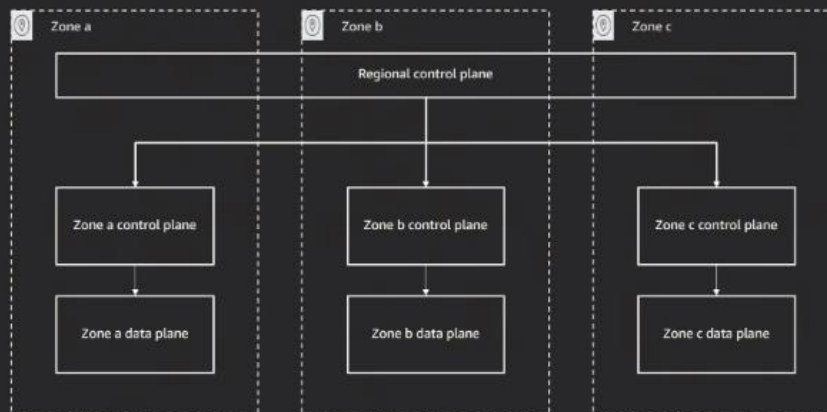 Zone a
Zone b
Zone c
Regional control plane
Zone a control plane
Zone b control plane
Zone c control plane
Zone a data plane
Zone b data plane
Zone c data plane